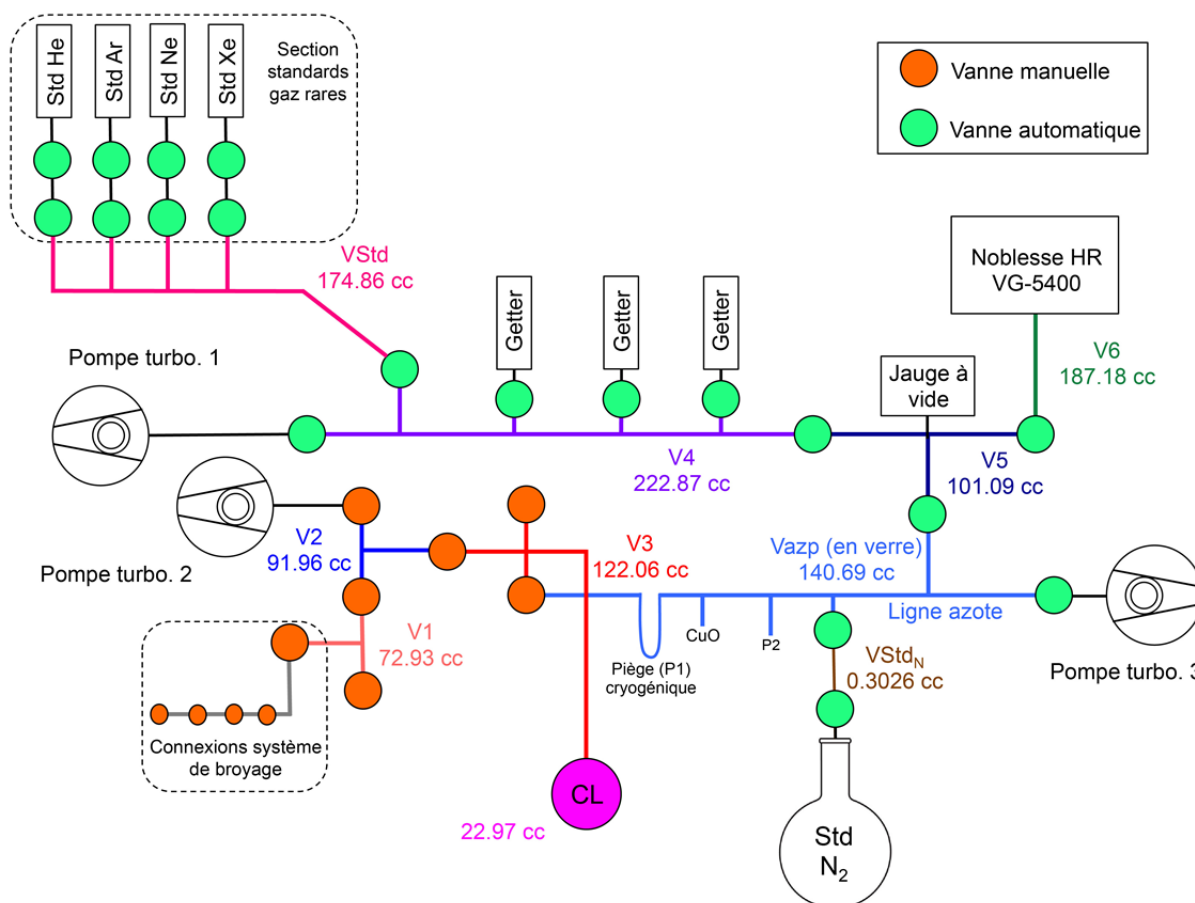 Std He
Std Ar
Std Ne
Std Xe
Section
standards
gaz rares
Vanne manuelle
Vanne automatique
VStd
174.86 cc
Noblesse HR
VG-5400
Getter
Getter
Getter
Pompe turbo. 1
V6
187.18 cc
Jauge à
vide
V4
222.87 cc
V5
101.09 cc
V2
91.96 cc
V3
122.06 cc
Vazp (en verre)
140.69 cc
Pompe turbo. 2
Ligne azote
V1
72.93 cc
CuO
P2
Piège (P1)
cryogénique
VStdN
0.3026 cc
Pompe turbo. 3
Connexions système
de broyage
CL
22.97 cc
Std
N2